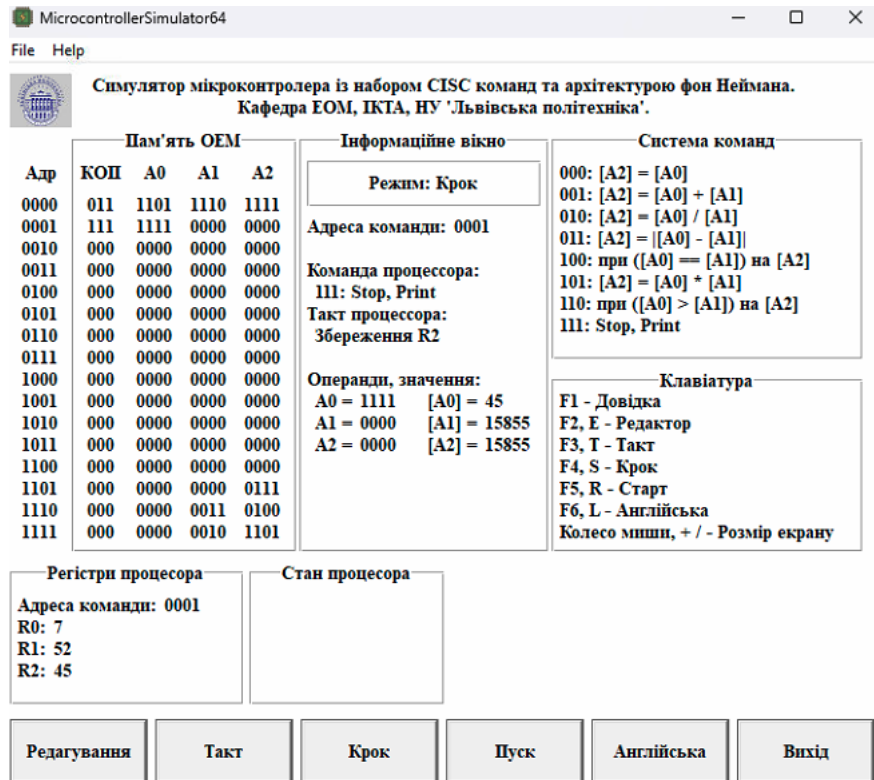 MicrocontrollerSimulator64
File Help
Симулятор мікроконтролера із набором CISC команд та архітектурою фон Неймана.
Кафедра ЕОМ, ІКТА, НУ 'Львівська політехніка'.
Пам'ять ОЕМ
Адр КОП A0 A1 A2
0000 011 1101 1110 1111
0001 111 1111 0000 0000
0010 000 0000 0000 0000
0011 000 0000 0000 0000
0100 000 0000 0000 0000
0101 000 0000 0000 0000
0110 000 0000 0000 0000
0111 000 0000 0000 0000
1000 000 0000 0000 0000
1001 000 0000 0000 0000
1010 000 0000 0000 0000
1011 000 0000 0000 0000
1100 000 0000 0000 0000
1101 000 0000 0000 0111
1110 000 0000 0011 0100
1111 000 0000 0010 1101
Інформаційне вікно
Режим: Крок
Адреса команди: 0001
Команда процессора:
111: Stop, Print
Такт процессора:
Збереження R2
Операнди, значення:
A0 = 1111 [A0] = 45
A1 = 0000 [A1] = 15855
A2 = 0000 [A2] = 15855
Система команд
000: [A2] = [A0]
001: [A2] = [A0] + [A1]
010: [A2] = [A0] / [A1]
011: [A2] = |[A0] - [A1]|
100: при ([A0] == [A1]) на [A2]
101: [A2] = [A0] * [A1]
110: при ([A0] > [A1]) на [A2]
111: Stop, Print
Клавіатура
F1 - Довідка
F2, E - Редактор
F3, T - Такт
F4, S - Крок
F5, R - Старт
F6, L - Англійська
Колесо миши, + / - Розмір екрану
Регістри процесора
Адреса команди: 0001
R0: 7
R1: 52
R2: 45
Стан процесора
Редагування Такт Крок Пуск Англійська Вихід